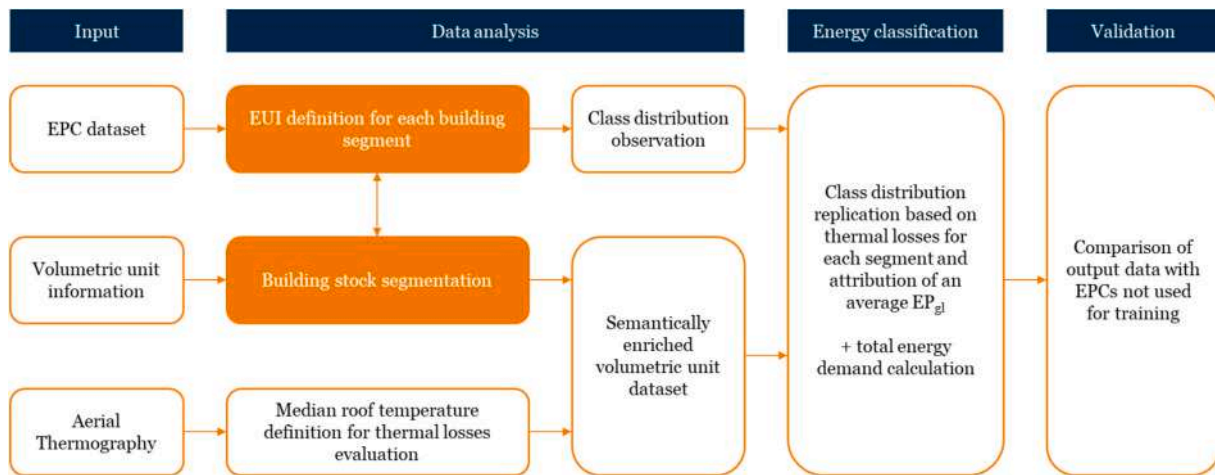 Input
Data analysis
Energy classification
Validation
EPC dataset
EUI definition for each building
segment
Class distribution
observation
Volumetric unit
information
Building stock segmentation
Aerial
Thermography
Median roof temperature
definition for thermal losses
evaluation
Semantically
enriched
volumetric unit
dataset
Class distribution
replication based on
thermal losses for
each segment and
attribution of an
average EPgl
+ total energy
demand calculation
Comparison of
output data with
EPCs not used
for training